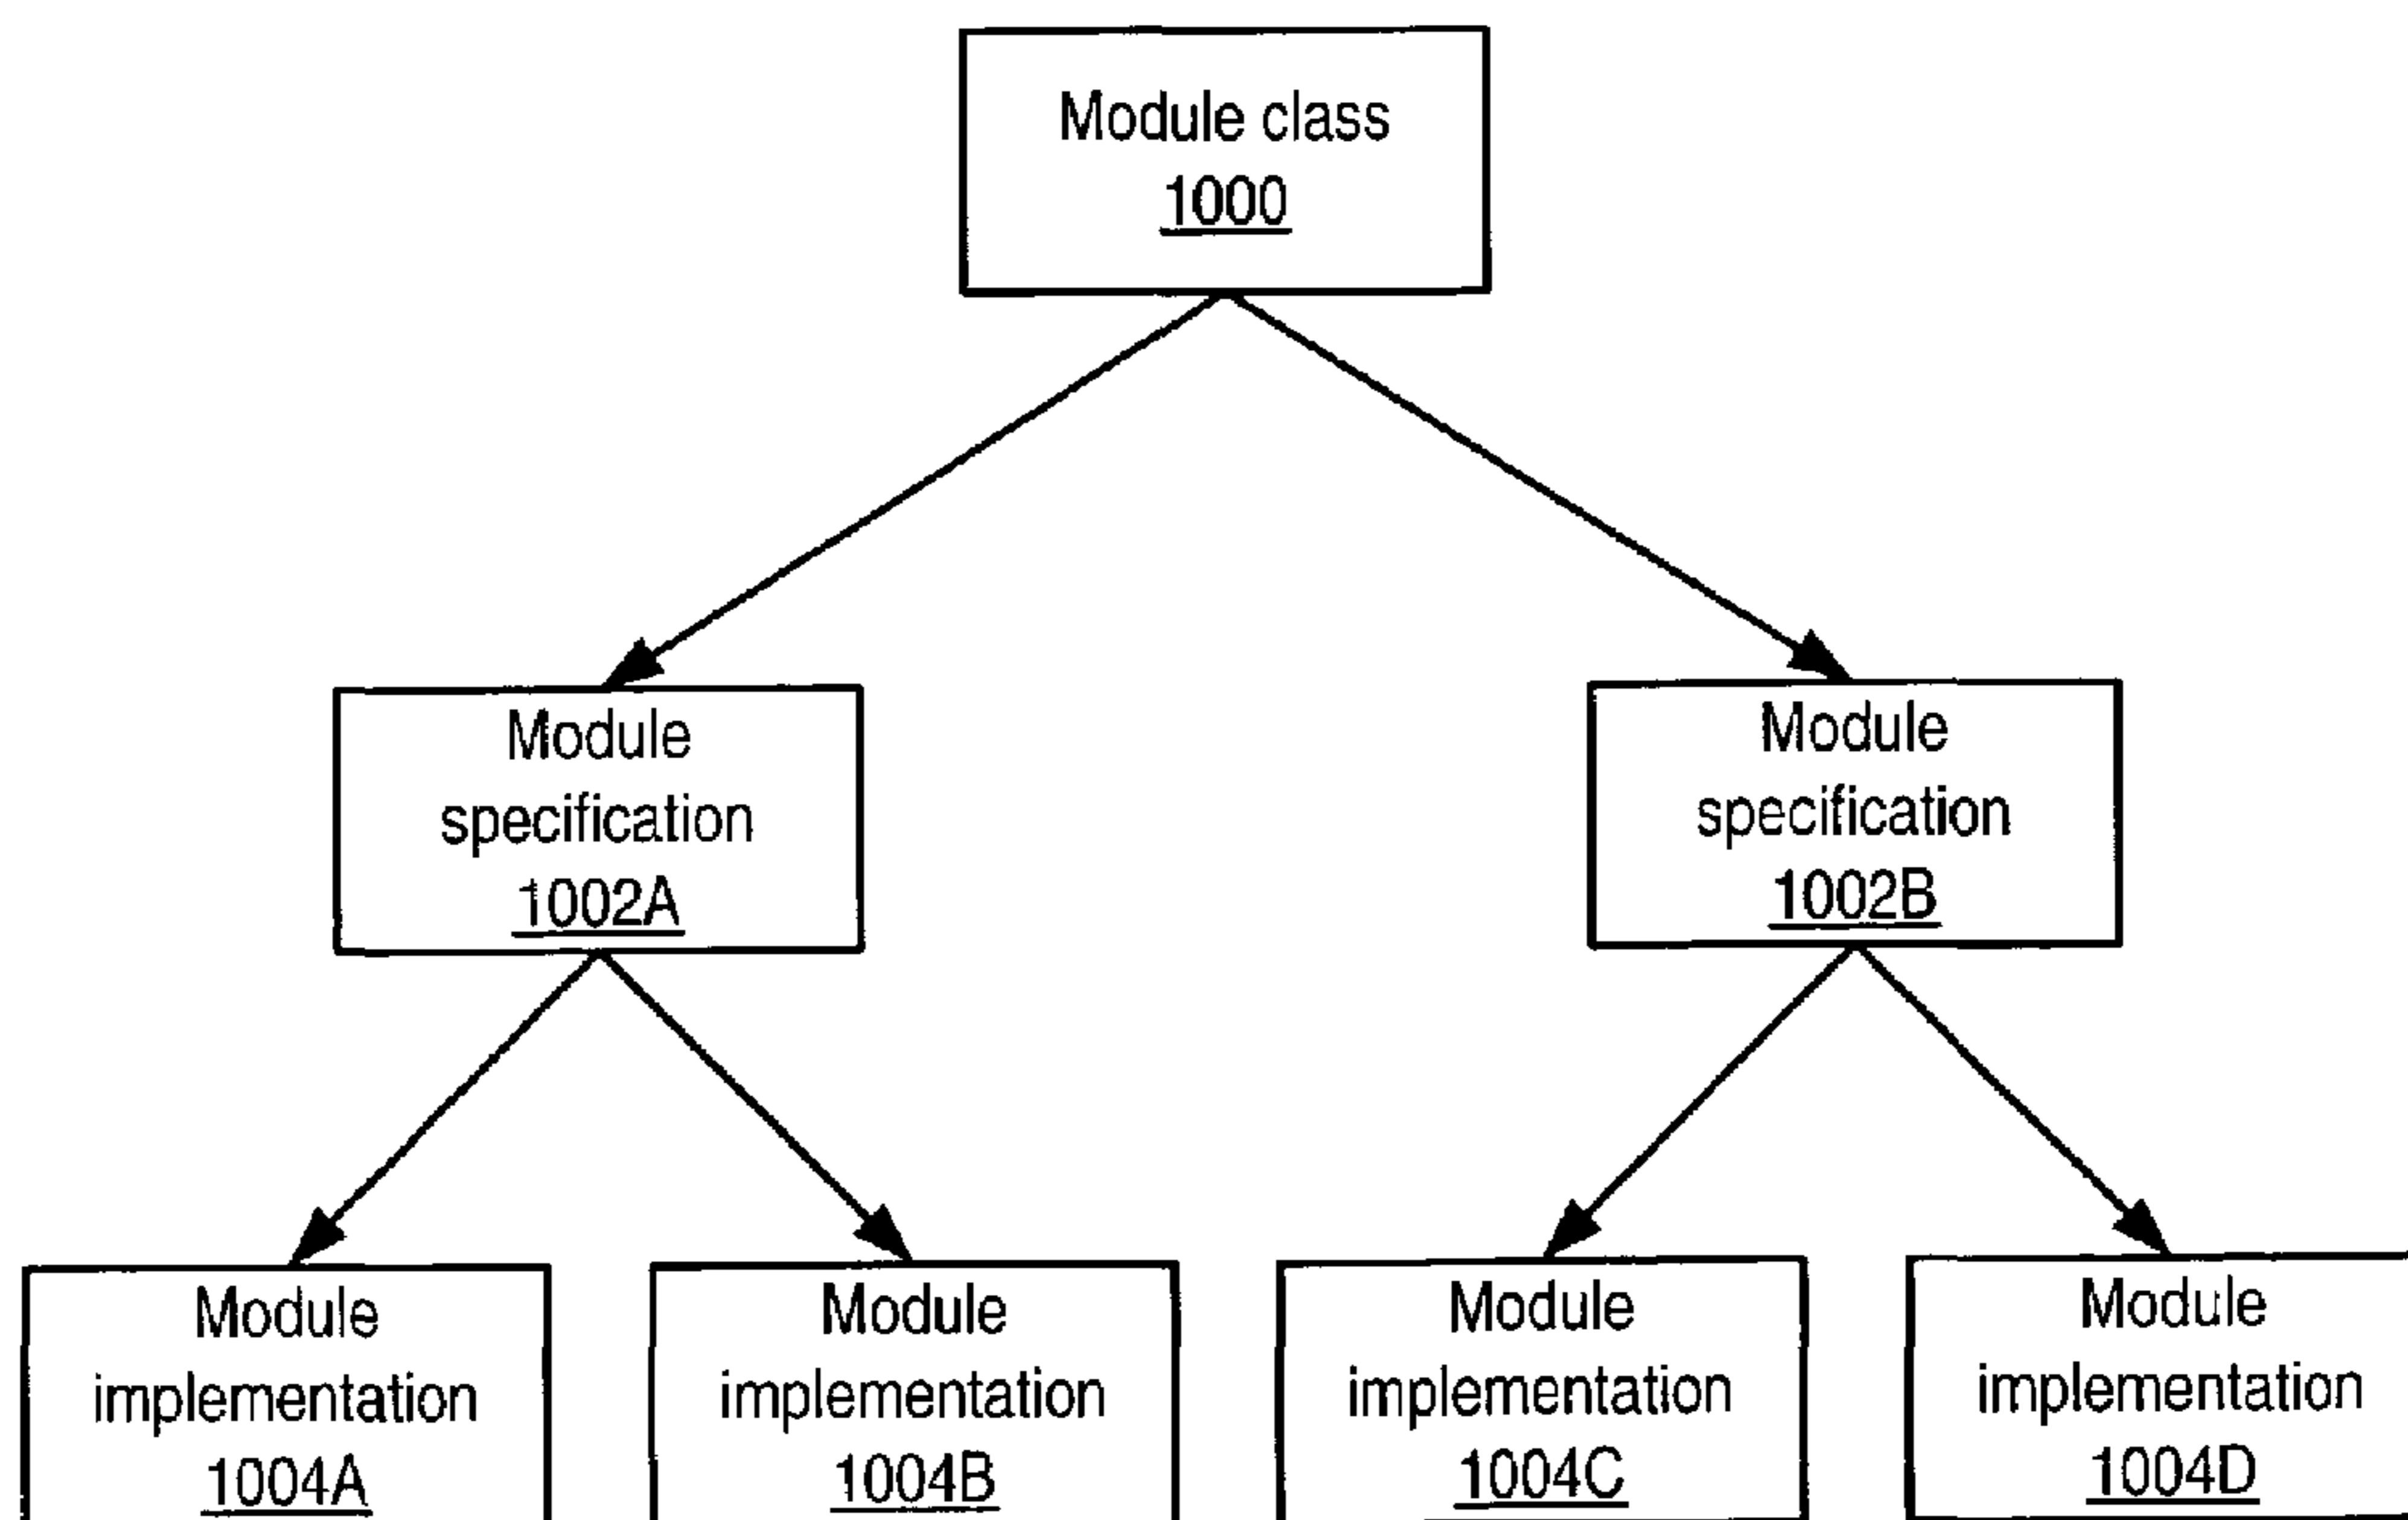 Module class
1000
Module
specification
1002A
Module
specification
1002B
Module
implementation
1004A
Module
implementation
1004B
Module
implementation
1004C
Module
implementation
1004D